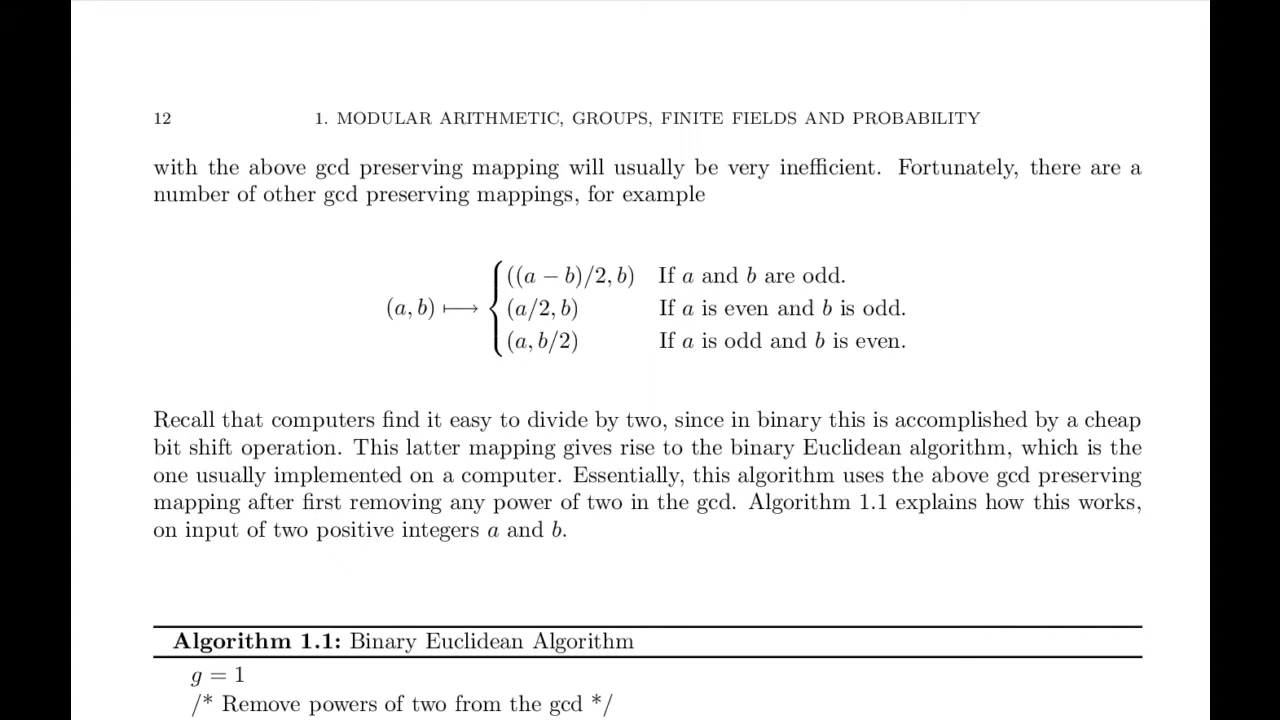 12 1. MODULAR ARITHMETIC, GROUPS, FINITE FIELDS AND PROBABILITY
with the above gcd preserving mapping will usually be very inefficient. Fortunately, there are a
number of other gcd preserving mappings, for example
((a − b)/2, b) If a and b are odd.
(a, b) ⟼ { (a/2, b) If a is even and b is odd.
(a, b/2) If a is odd and b is even.
Recall that computers find it easy to divide by two, since in binary this is accomplished by a cheap
bit shift operation. This latter mapping gives rise to the binary Euclidean algorithm, which is the
one usually implemented on a computer. Essentially, this algorithm uses the above gcd preserving
mapping after first removing any power of two in the gcd. Algorithm 1.1 explains how this works,
on input of two positive integers a and b.
Algorithm 1.1: Binary Euclidean Algorithm
g = 1
/* Remove powers of two from the gcd */